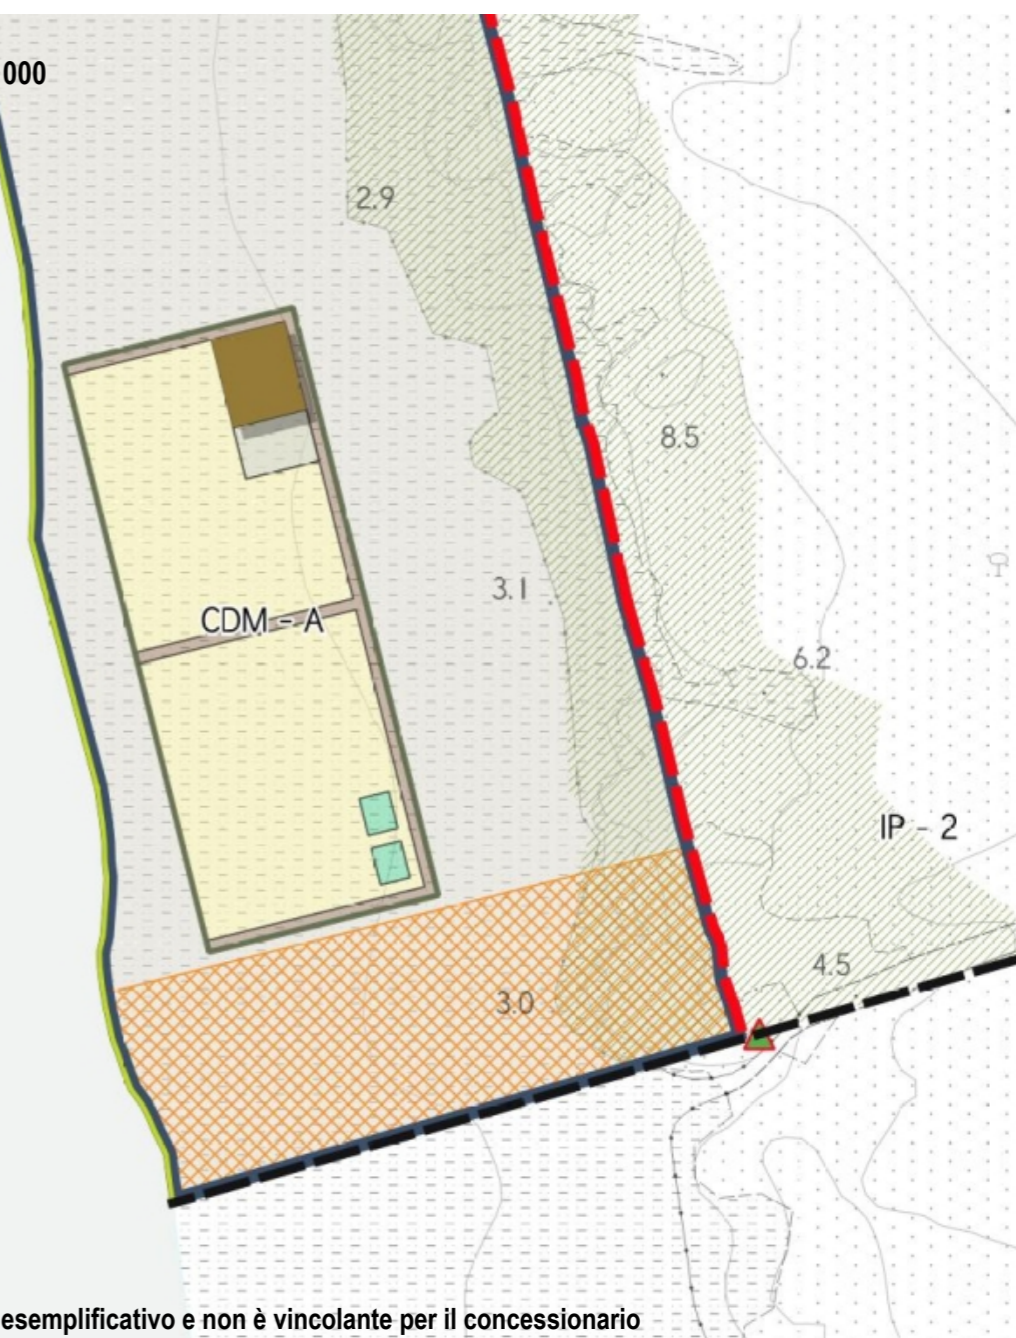 000
2.9
8.5
3.1
CDM - A
6.2
IP - 2
4.5
3.0
esemplificativo e non è vincolante per il concessionario